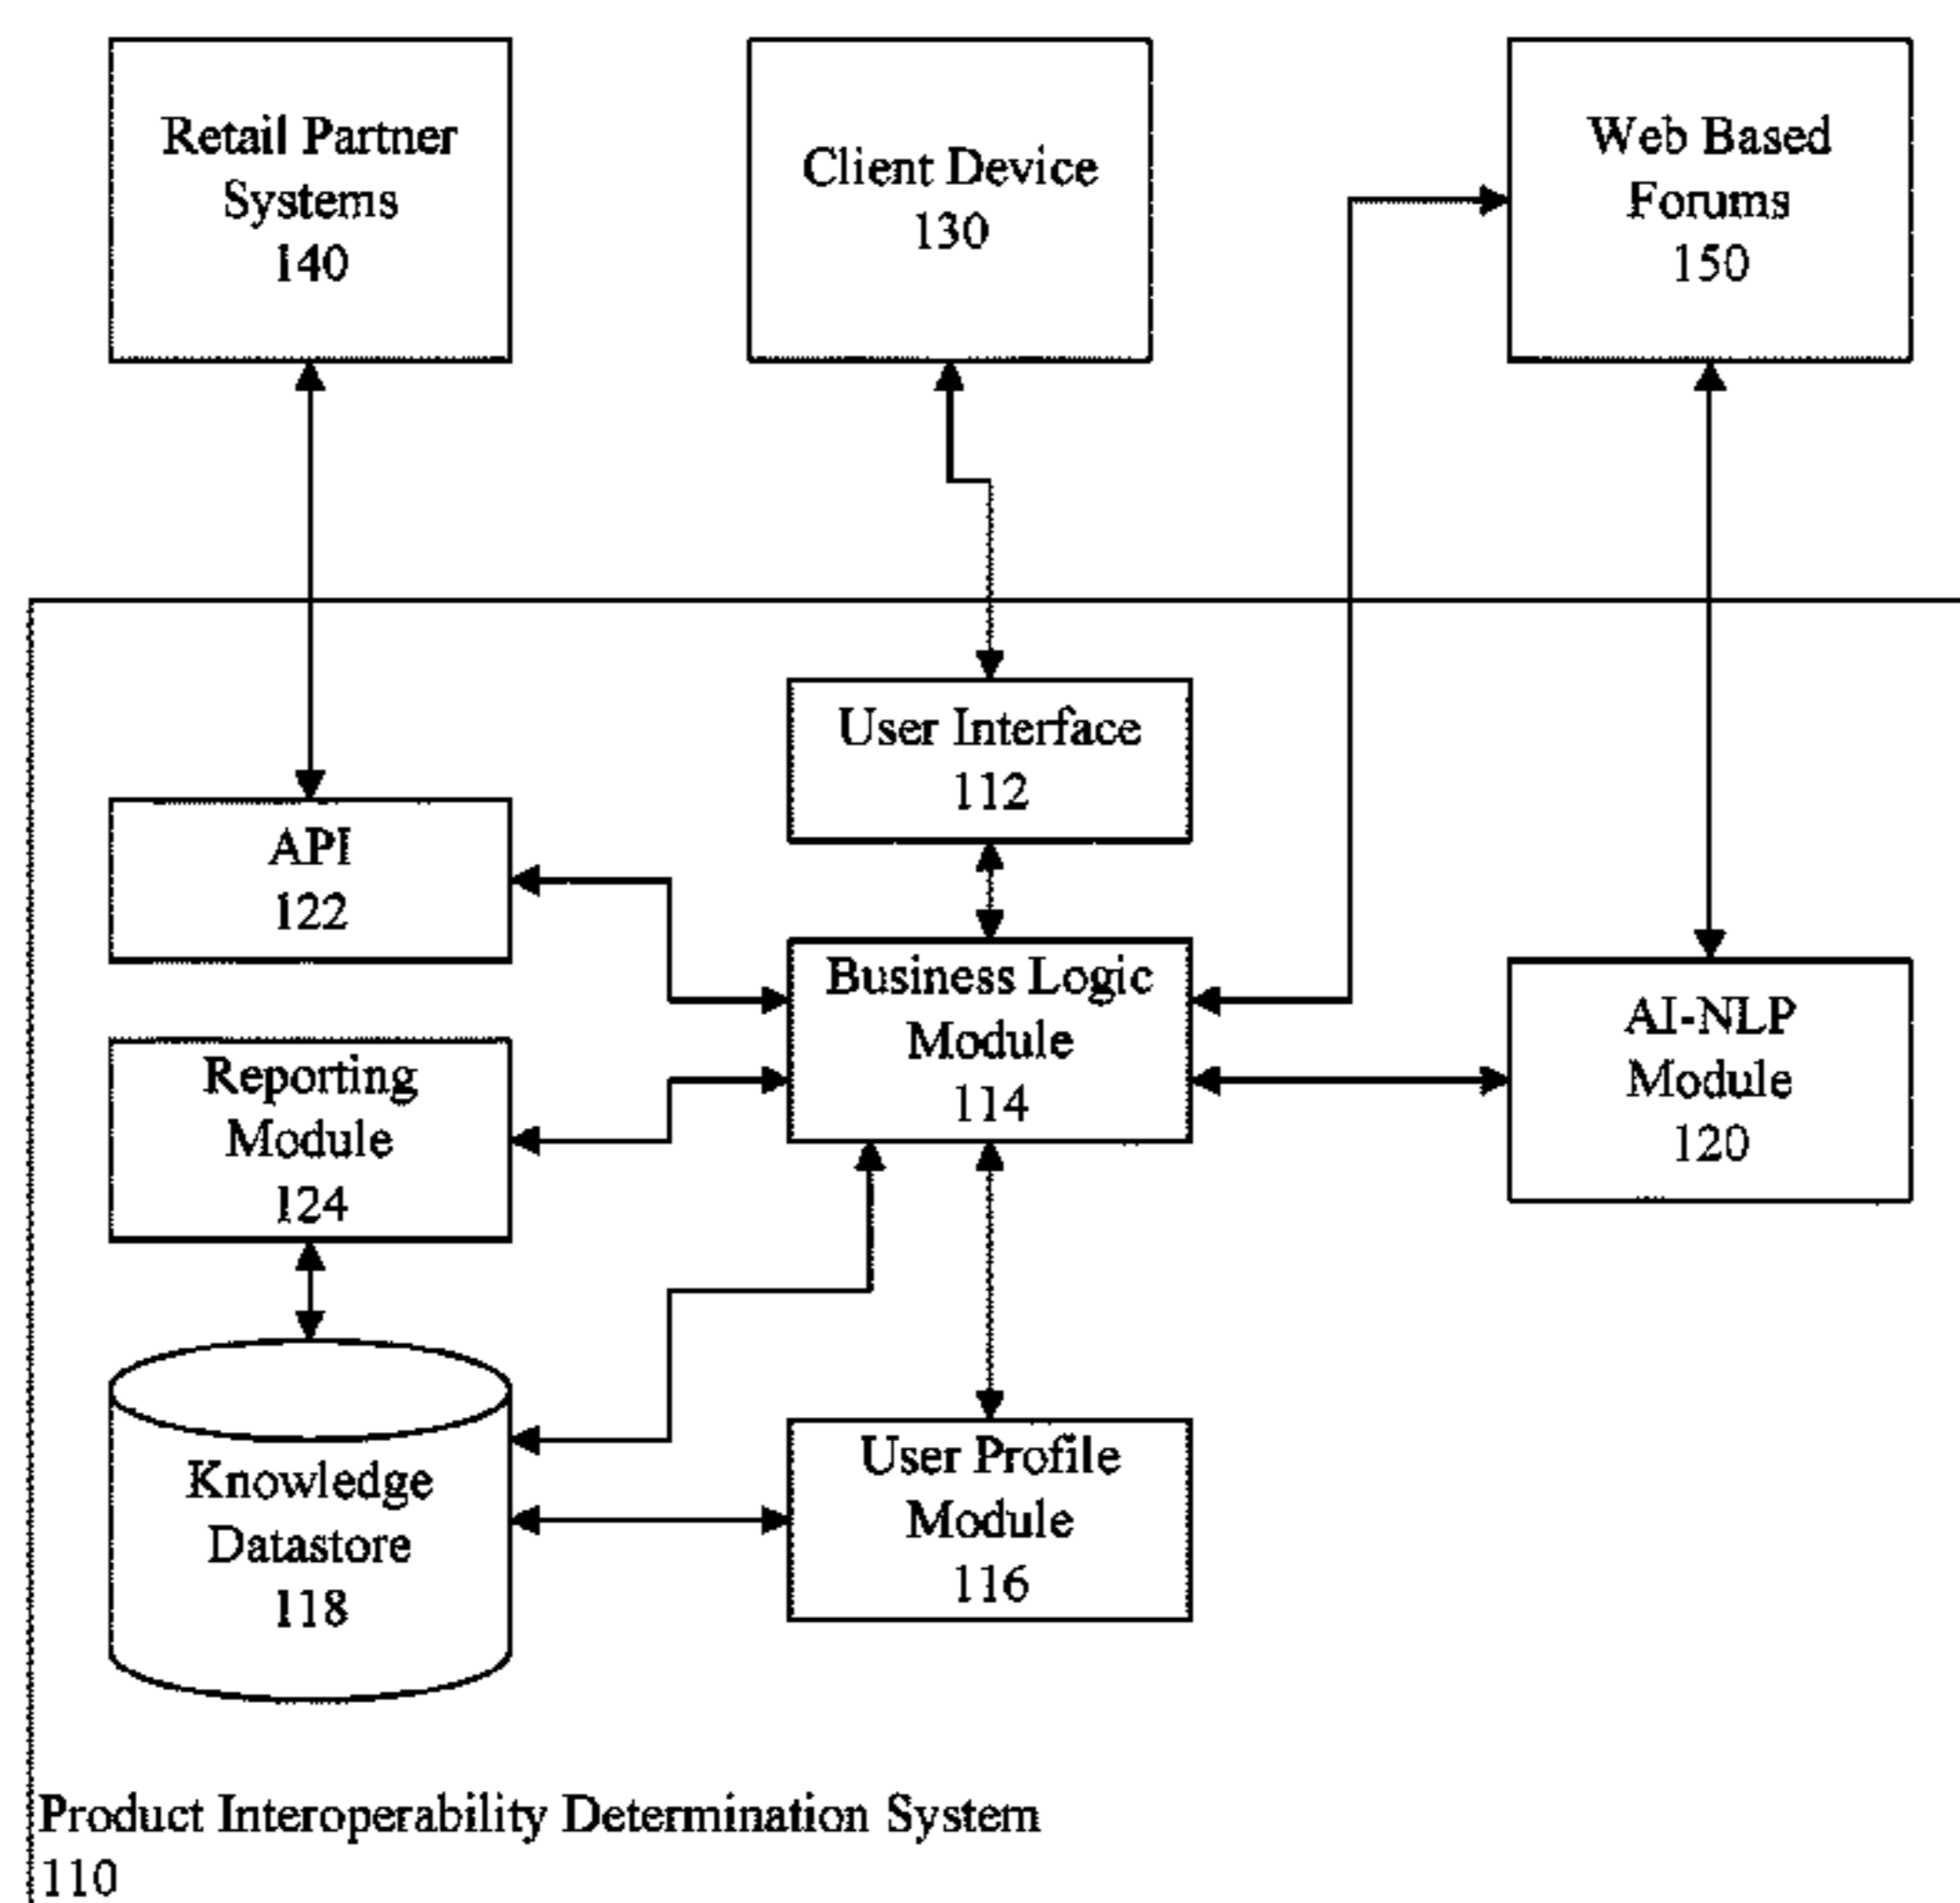 Retail Partner
Systems
140
Client Device
130
Web Based
Forums
150
User Interface
112
API
122
Business Logic
Module
114
AI-NLP
Module
120
Reporting
Module
124
Knowledge
Datastore
118
User Profile
Module
116
Product Interoperability Determination System
110